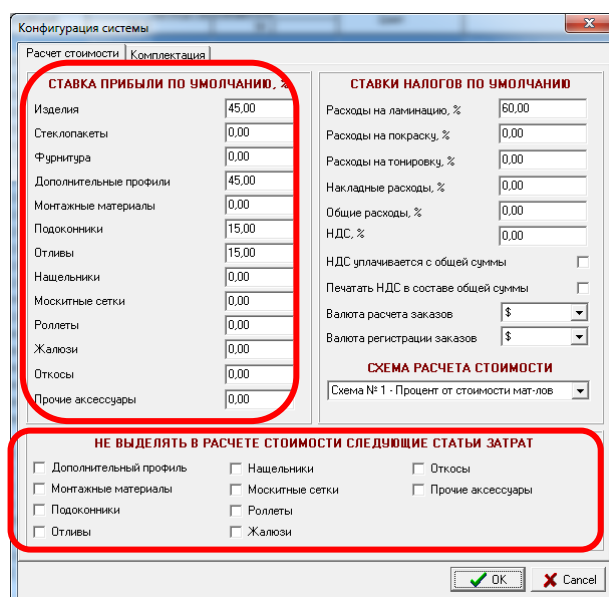 Конфигурация системы
Расчет стоимости Комплектация
СТАВКА ПРИБЫЛИ ПО УМОЛЧАНИЮ, %
Изделия 45,00
Стеклопакеты 0,00
Фурнитура 0,00
Дополнительные профили 45,00
Монтажные материалы 0,00
Подоконники 15,00
Отливы 15,00
Нащельники 0,00
Москитные сетки 0,00
Роллеты 0,00
Жалюзи 0,00
Откосы 0,00
Прочие аксессуары 0,00
СТАВКИ НАЛОГОВ ПО УМОЛЧАНИЮ
Расходы на ламинацию, % 60,00
Расходы на покраску, % 0,00
Расходы на тонировку, % 0,00
Накладные расходы, % 0,00
Общие расходы, % 0,00
НДС, % 0,00
НДС уплачивается с общей суммы
Печатать НДС в составе общей суммы
Валюта расчета заказов $
Валюта регистрации заказов $
СХЕМА РАСЧЕТА СТОИМОСТИ
Схема № 1 - Процент от стоимости мат-лов
НЕ ВЫДЕЛЯТЬ В РАСЧЕТЕ СТОИМОСТИ СЛЕДУЮЩИЕ СТАТЬИ ЗАТРАТ
Дополнительный профиль Нащельники Откосы
Монтажные материалы Москитные сетки Прочие аксессуары
Подоконники Роллеты
Отливы Жалюзи
OK Cancel